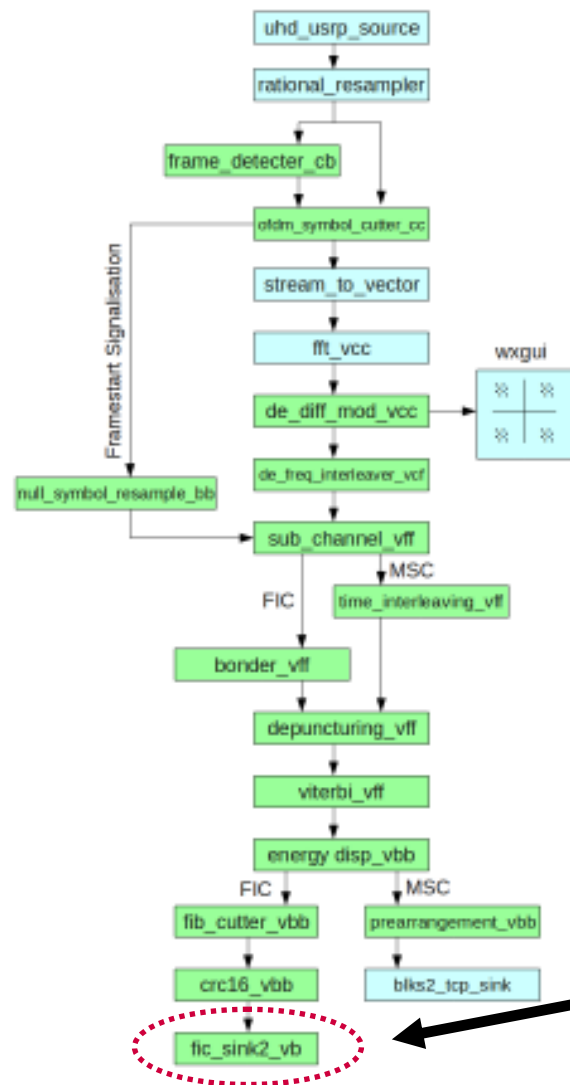 uhd_usrp_source
rational_resampler
frame_detecter_cb
ofdm_symbol_cutter_cc
Framestart Signalisation
stream_to_vector
fft_vcc
wxgui
de_diff_mod_vcc
de_freq_interleaver_vcf
null_symbol_resample_bb
sub_channel_vff
MSC
FIC
time_interleaving_vff
bonder_vff
depuncturing_vff
viterbi_vff
energy disp_vbb
FIC
MSC
fib_cutter_vbb
prearrangement_vbb
crc16_vbb
blks2_tcp_sink
fic_sink2_vb